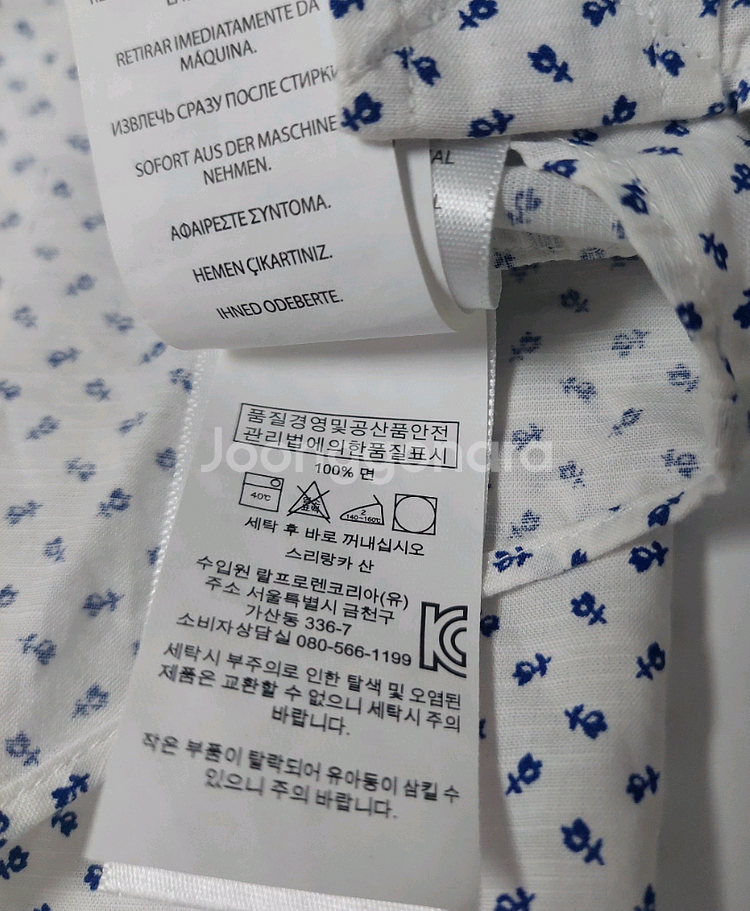 RETIRAR IMEDIATAMENTE DA
MÁQUINA.
ИЗВЛЕЧЬ СРАЗУ ПОСЛЕ СТИРКИ
SOFORT AUS DER MASCHINE
NEHMEN.
ΑΦΑΙΡΕΣΤΕ ΣΥΝΤΟΜΑ.
HEMEN ÇIKARTINIZ.
IHNED ODEBERTE.
AL
품질경영및공산품안전
관리법에의한품질표시
Joonggonara
100% 면
40℃
염소
표백
2
140~160℃
세탁 후 바로 꺼내십시오
스리랑카 산
수입원 랄프로렌코리아(유)
주소 서울특별시 금천구
가산동 336-7
소비자상담실 080-566-1199
세탁시 부주의로 인한 탈색 및 오염된
제품은 교환할 수 없으니 세탁시 주의
바랍니다.
작은 부품이 탈락되어 유아동이 삼킬 수
있으니 주의 바랍니다.